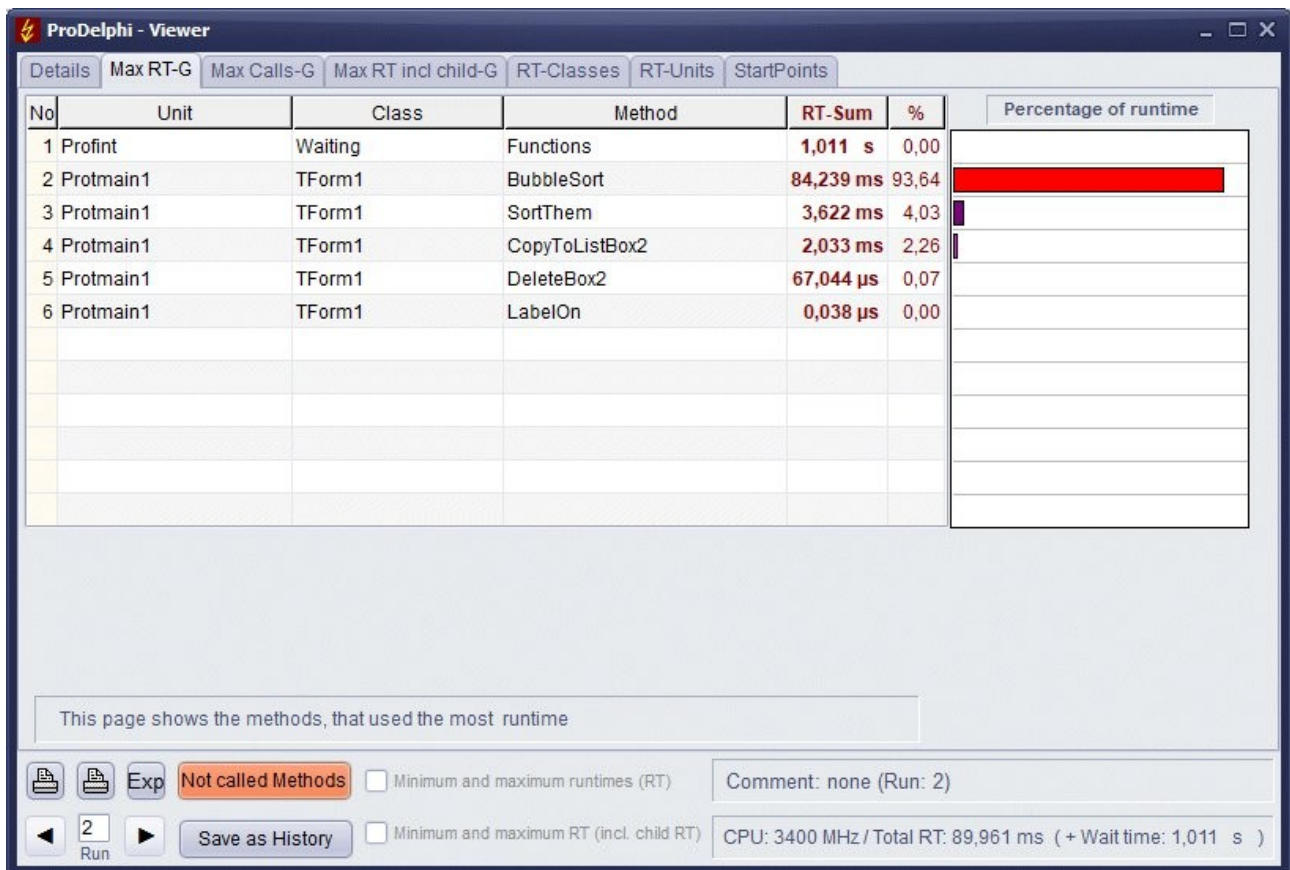 ProDelphi - Viewer
Details Max RT-G Max Calls-G Max RT incl child-G RT-Classes RT-Units StartPoints
No Unit Class Method RT-Sum % Percentage of runtime
1 Profint Waiting Functions 1,011 s 0,00
2 Protmain1 TForm1 BubbleSort 84,239 ms 93,64
3 Protmain1 TForm1 SortThem 3,622 ms 4,03
4 Protmain1 TForm1 CopyToListBox2 2,033 ms 2,26
5 Protmain1 TForm1 DeleteBox2 67,044 µs 0,07
6 Protmain1 TForm1 LabelOn 0,038 µs 0,00
This page shows the methods, that used the most runtime
Exp Not called Methods Minimum and maximum runtimes (RT) Comment: none (Run: 2)
2 Run Save as History Minimum and maximum RT (incl. child RT) CPU: 3400 MHz / Total RT: 89,961 ms ( + Wait time: 1,011 s )